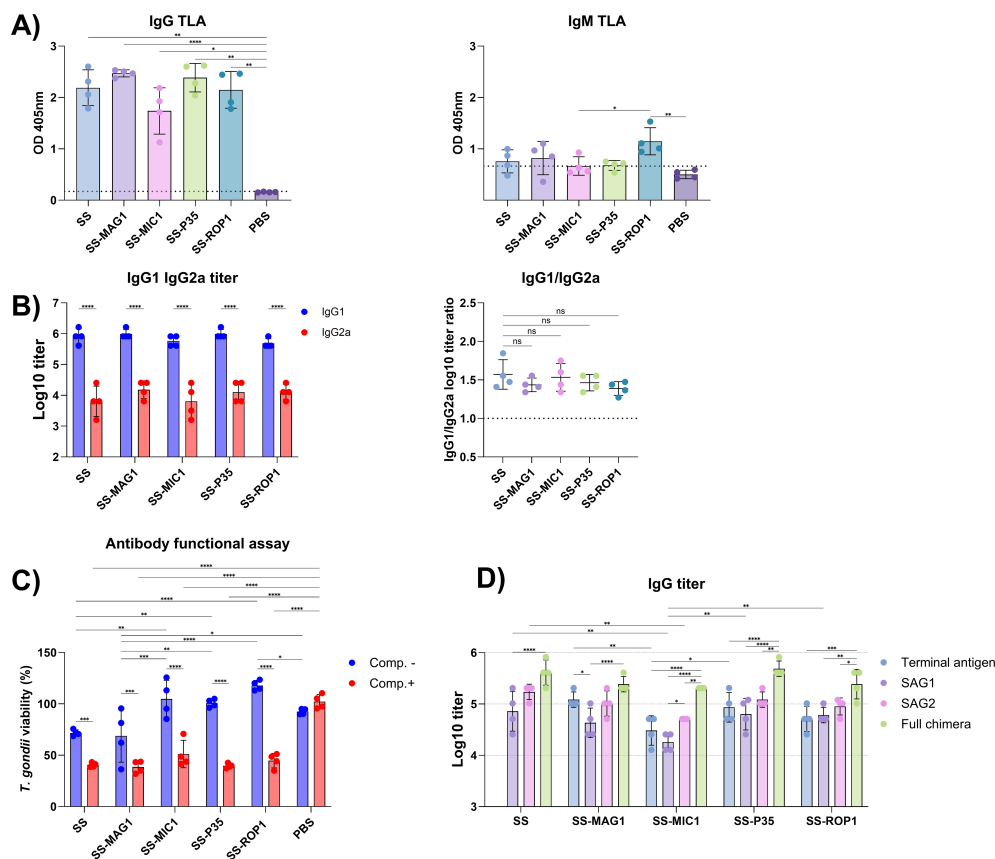 A)
IgG TLA
OD 405nm
3
2
1
0
** 
****
*
**
**
SS
SS-MAG1
SS-MIC1
SS-P35
SS-ROP1
PBS
IgM TLA
OD 405nm
3
2
1
0
*
**
SS
SS-MAG1
SS-MIC1
SS-P35
SS-ROP1
PBS
B)
IgG1 IgG2a titer
Log10 titer
7
6
5
4
3
2
**** **** **** **** ****
IgG1
IgG2a
SS
SS-MAG1
SS-MIC1
SS-P35
SS-ROP1
IgG1/IgG2a
IgG1/IgG2a log10 titer ratio
2.5
2.0
1.5
1.0
0.5
ns
ns
ns
ns
SS
SS-MAG1
SS-MIC1
SS-P35
SS-ROP1
C)
Antibody functional assay
T. gondii viability (%)
150
100
50
0
****
****
****
****
****
****
**
**
*
****
**
*** **** *
*** *** **** ****
Comp. -
Comp.+
SS
SS-MAG1
SS-MIC1
SS-P35
SS-ROP1
PBS
D)
IgG titer
Log10 titer
6
5
4
3
**
**
**
**
**
**** * **** ** * **** **** ** * **** **** ** *** ** *
Terminal antigen
SAG1
SAG2
Full chimera
SS
SS-MAG1
SS-MIC1
SS-P35
SS-ROP1